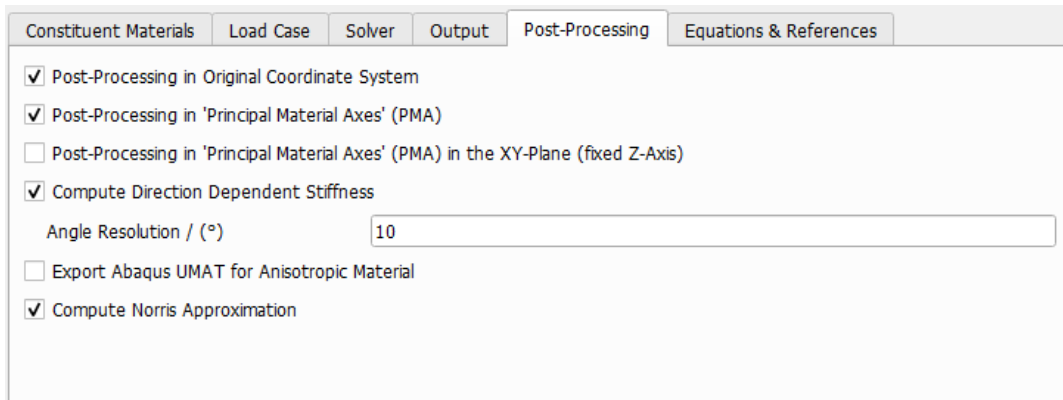 Constituent Materials Load Case Solver Output Post-Processing Equations & References
Post-Processing in Original Coordinate System
Post-Processing in 'Principal Material Axes' (PMA)
Post-Processing in 'Principal Material Axes' (PMA) in the XY-Plane (fixed Z-Axis)
Compute Direction Dependent Stiffness
Angle Resolution / (°) 10
Export Abaqus UMAT for Anisotropic Material
Compute Norris Approximation